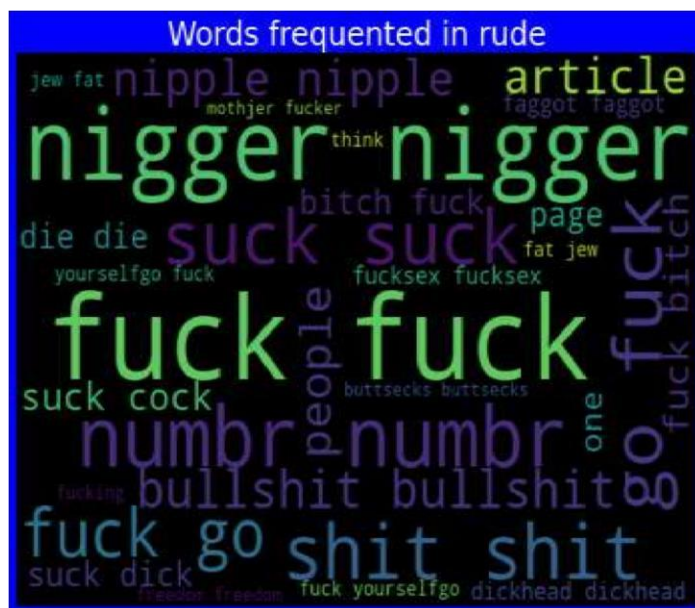 Words frequented in rude
jew fat
nipple nipple
article
mothjer fucker
faggot faggot
nigger nigger
think
bitch fuck
page
die die
suck suck
fat jew
yourselfgo fuck
fucksex fucksex
go fuck
fuck bitch
fuck fuck
people
suck cock
buttsecks buttsecks
one
numbr numbr
fucking
bullshit bullshit
fuck go
shit shit
suck dick
freedom freedom
fuck yourselfgo
dickhead dickhead